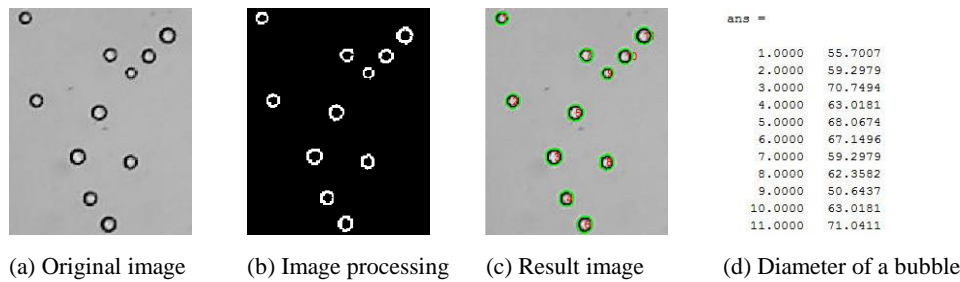 ans =
1.0000 55.7007
2.0000 59.2979
3.0000 70.7494
4.0000 63.0181
5.0000 68.0674
6.0000 67.1496
7.0000 59.2979
8.0000 62.3582
9.0000 50.6437
10.0000 63.0181
11.0000 71.0411
(a) Original image
(b) Image processing
(c) Result image
(d) Diameter of a bubble